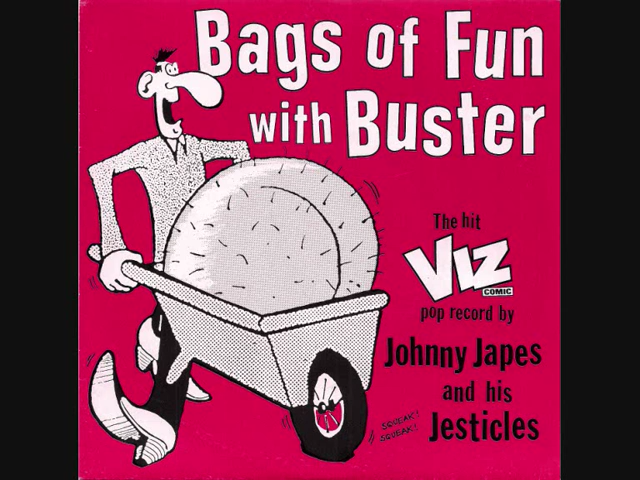 Bags of Fun
with Buster
The hit
VIZ
COMIC
pop record by
Johnny Japes
and his
Jesticles
SQUEAK!
SQUEAK!